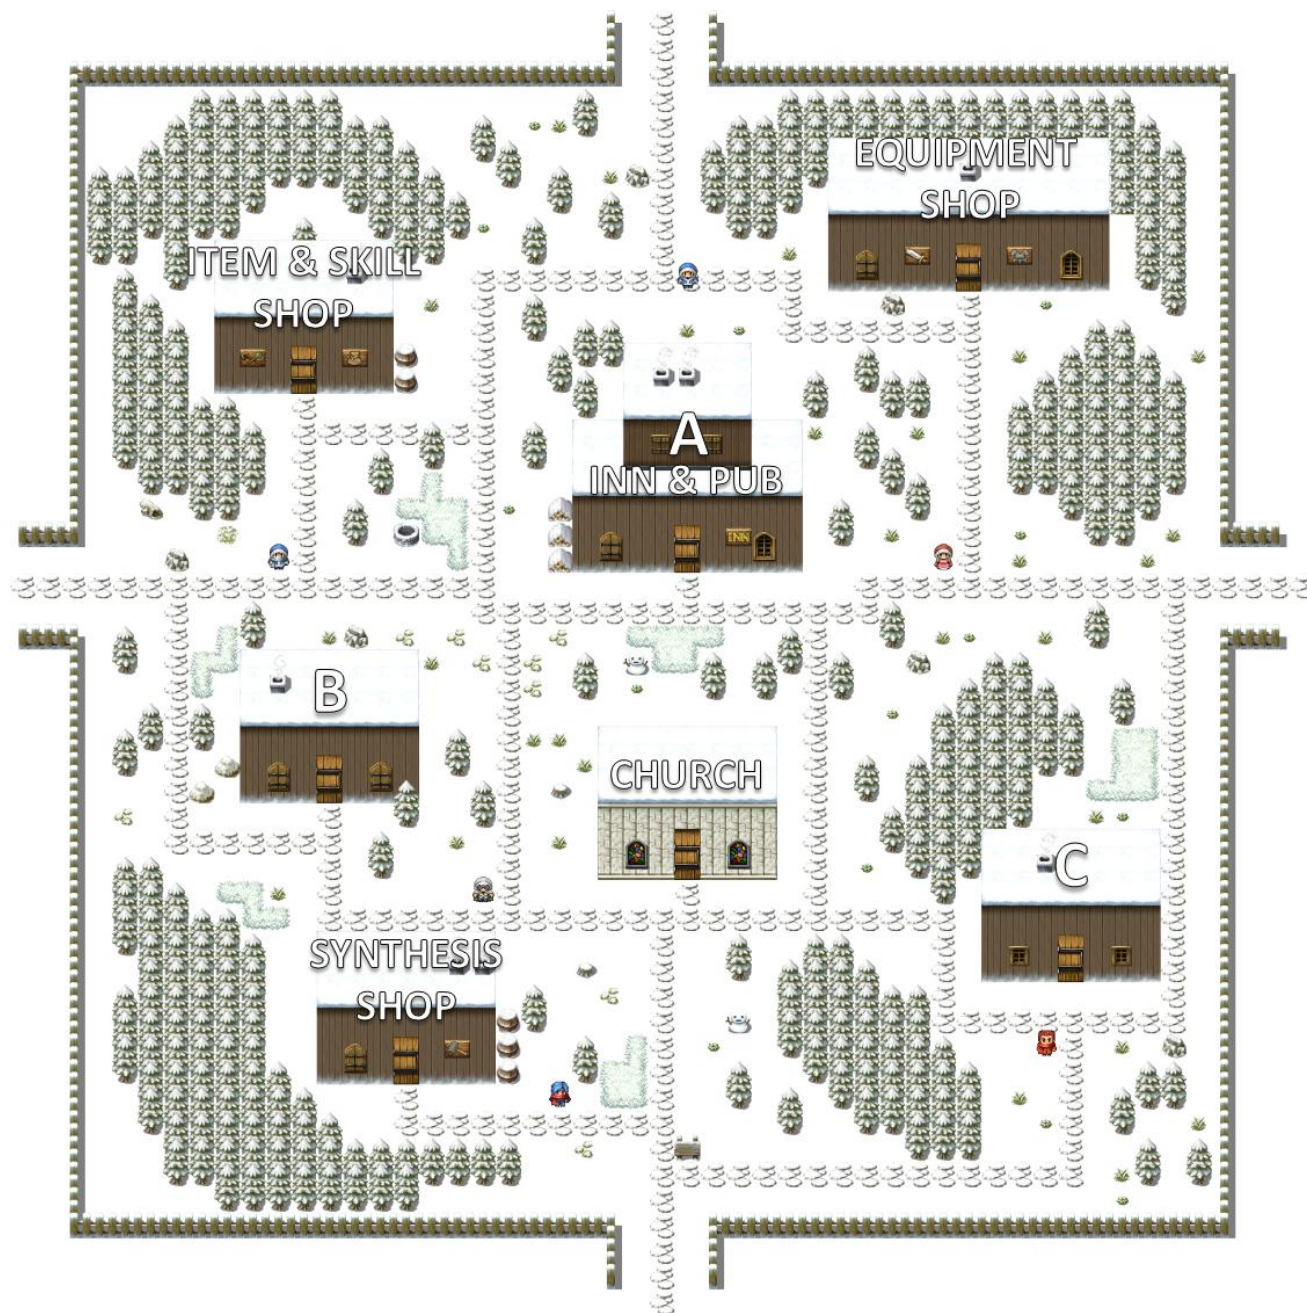 EQUIPMENT
SHOP
ITEM & SKILL
SHOP
A
INN & PUB
INN
B
CHURCH
C
SYNTHESIS
SHOP